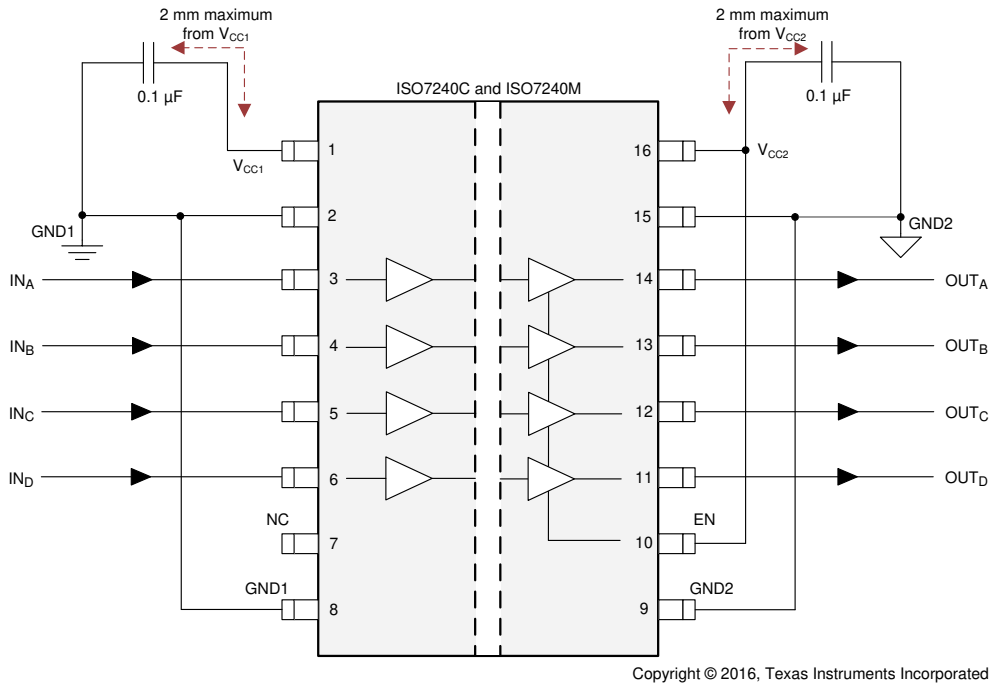 2 mm maximum
from VCC1
2 mm maximum
from VCC2
0.1 µF
0.1 µF
ISO7240C and ISO7240M
1
16
VCC1
VCC2
2
15
GND1
GND2
INA
3
14
OUTA
INB
4
13
OUTB
INC
5
12
OUTC
IND
6
11
OUTD
NC
EN
7
10
GND1
GND2
8
9
Copyright © 2016, Texas Instruments Incorporated